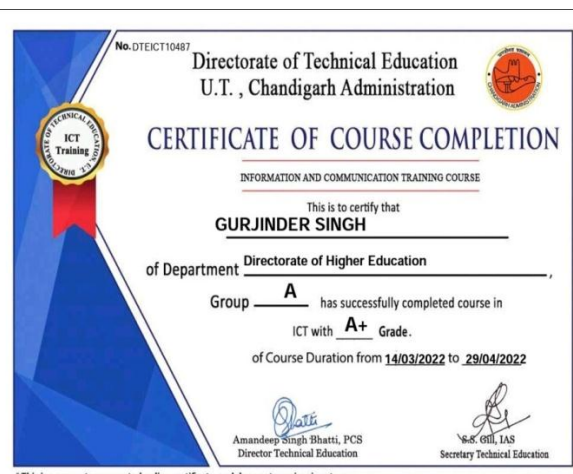 No. DTEICT10487
Directorate of Technical Education
U.T. , Chandigarh Administration
ICT
Training
CERTIFICATE OF COURSE COMPLETION
INFORMATION AND COMMUNICATION TRAINING COURSE
This is to certify that
GURJINDER SINGH
of Department Directorate of Higher Education ,
Group A has successfully completed course in
ICT with A+ Grade.
of Course Duration from 14/03/2022 to 29/04/2022
Amandeep Singh Bhatti, PCS
Director Technical Education
S.S. Gill, IAS
Secretary Technical Education